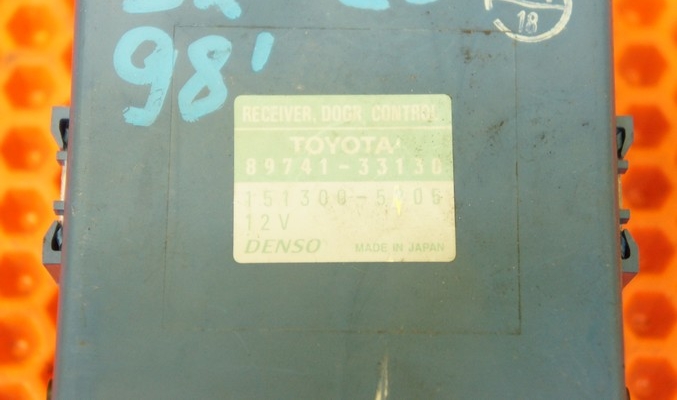 18
98'
RECEIVER, DOOR CONTROL
TOYOTA
89741-33130
12V
DENSO MADE IN JAPAN